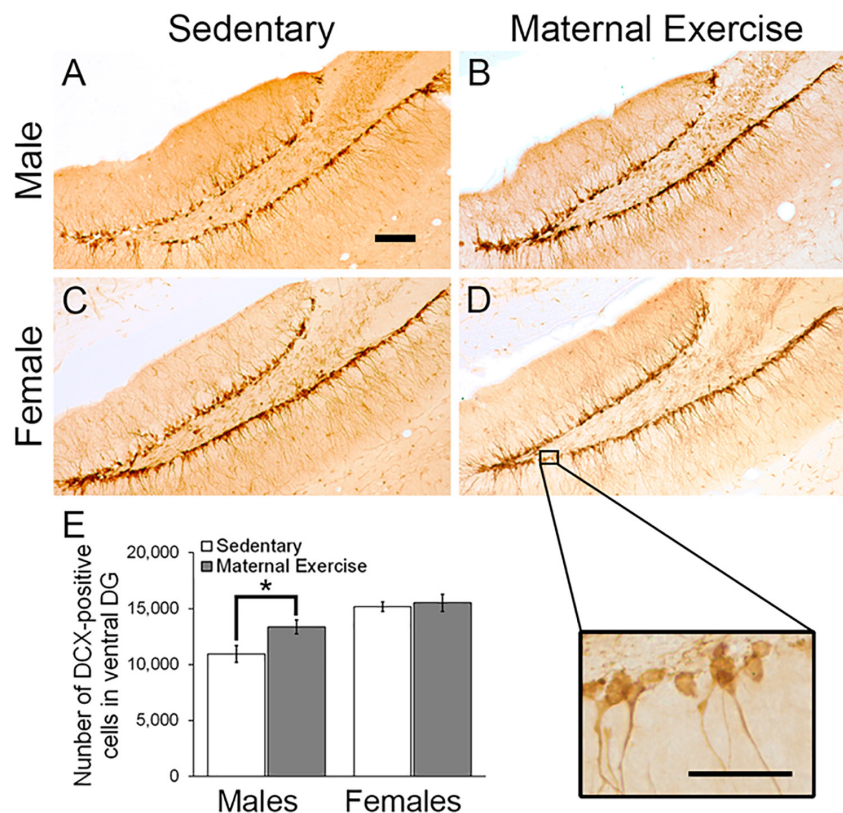 Sedentary Maternal Exercise
A B
Male
C D
Female
E
Nunber of DCX-positive
cells in ventral DG
20,000
15,000
10,000
5,000
0
Sedentary
Maternal Exercise
*
Males Females